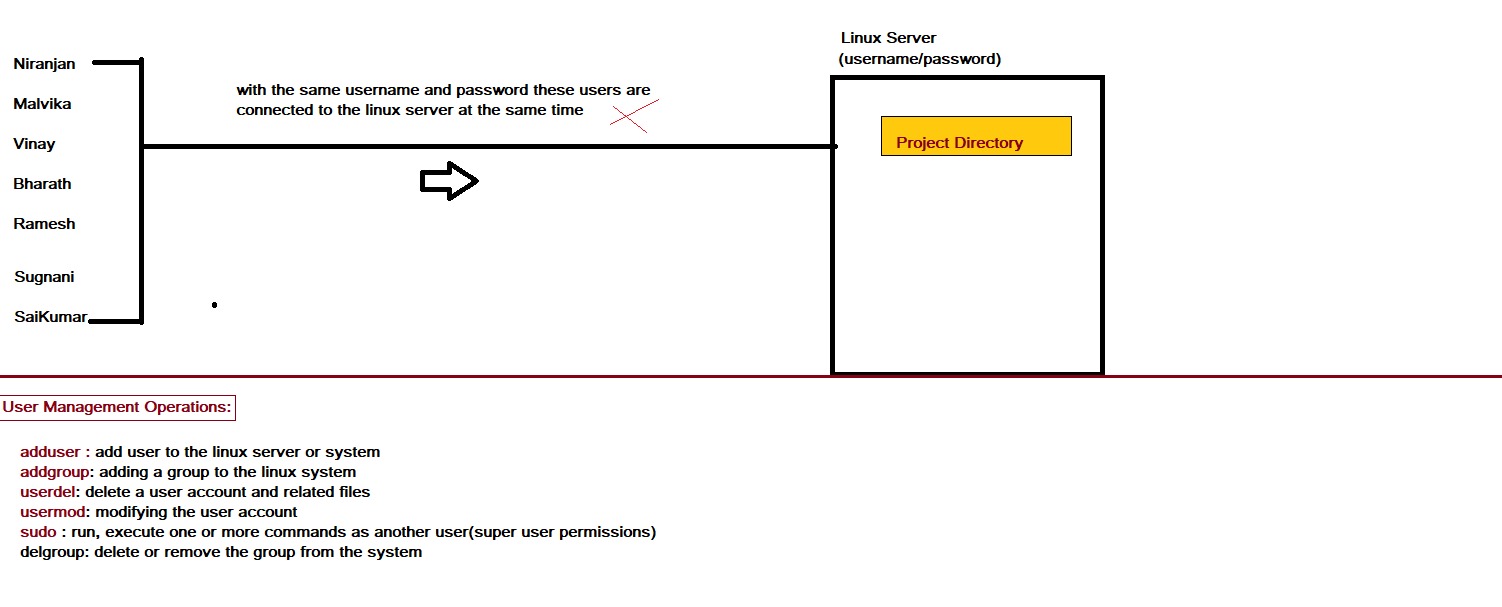 Linux Server
(username/password)
Niranjan
with the same username and password these users are
connected to the linux server at the same time
Malvika
Vinay
Project Directory
Bharath
Ramesh
Sugnani
SaiKumar
User Management Operations:
adduser : add user to the linux server or system
addgroup: adding a group to the linux system
userdel: delete a user account and related files
usermod: modifying the user account
sudo : run, execute one or more commands as another user(super user permissions)
delgroup: delete or remove the group from the system